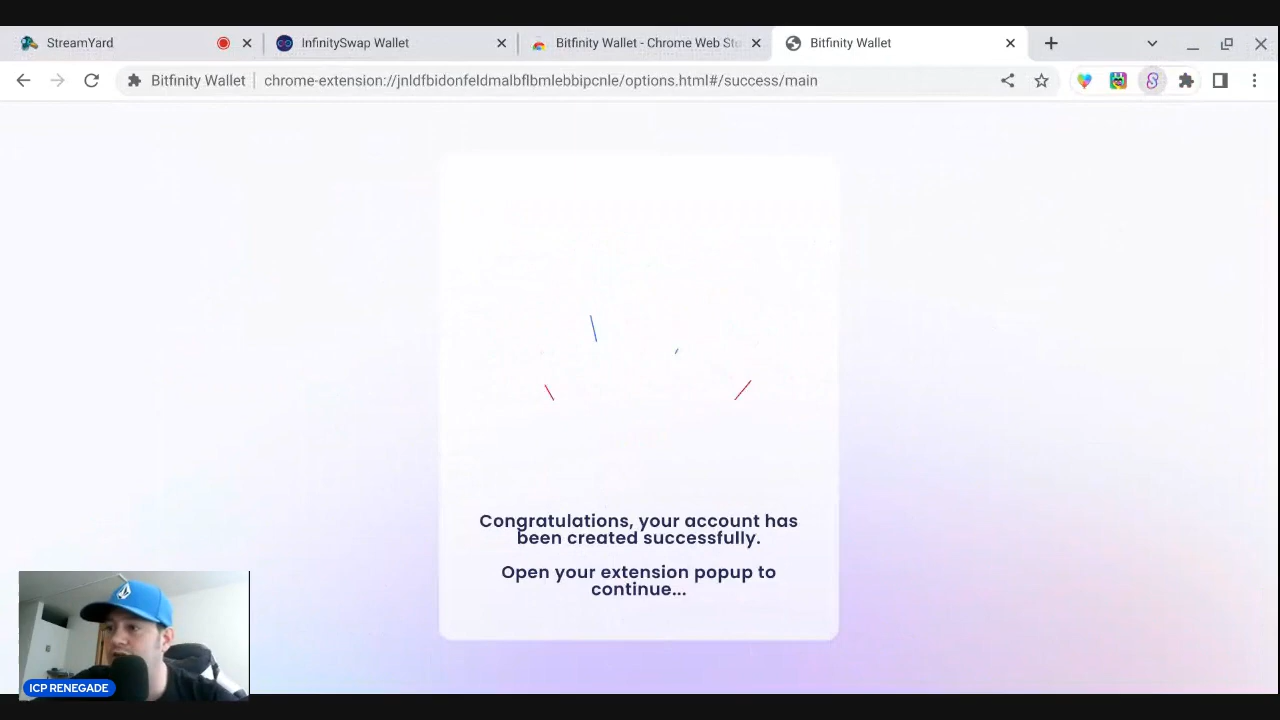 StreamYard
InfinitySwap Wallet
Bitfinity Wallet - Chrome Web Sto
Bitfinity Wallet
Bitfinity Wallet
chrome-extension://jnldfbidonfeldmalbflbmlebbipcnle/options.html#/success/main
Congratulations, your account has
been created successfully.
Open your extension popup to
continue...
ICP RENEGADE